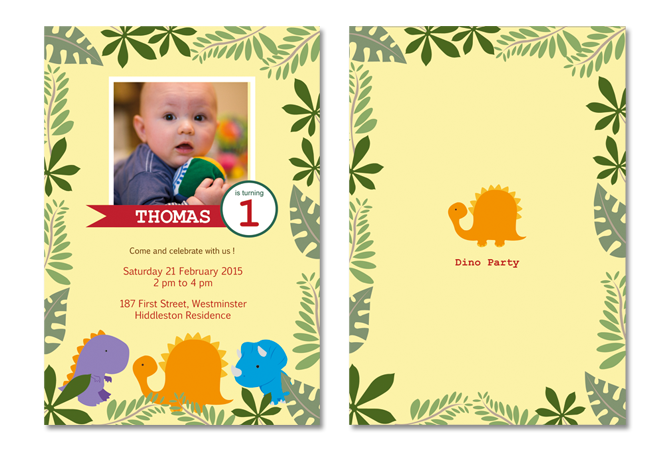 is turning
1
THOMAS
Come and celebrate with us !
Saturday 21 February 2015
2 pm to 4 pm
187 First Street, Westminster
Hiddleston Residence
Dino Party